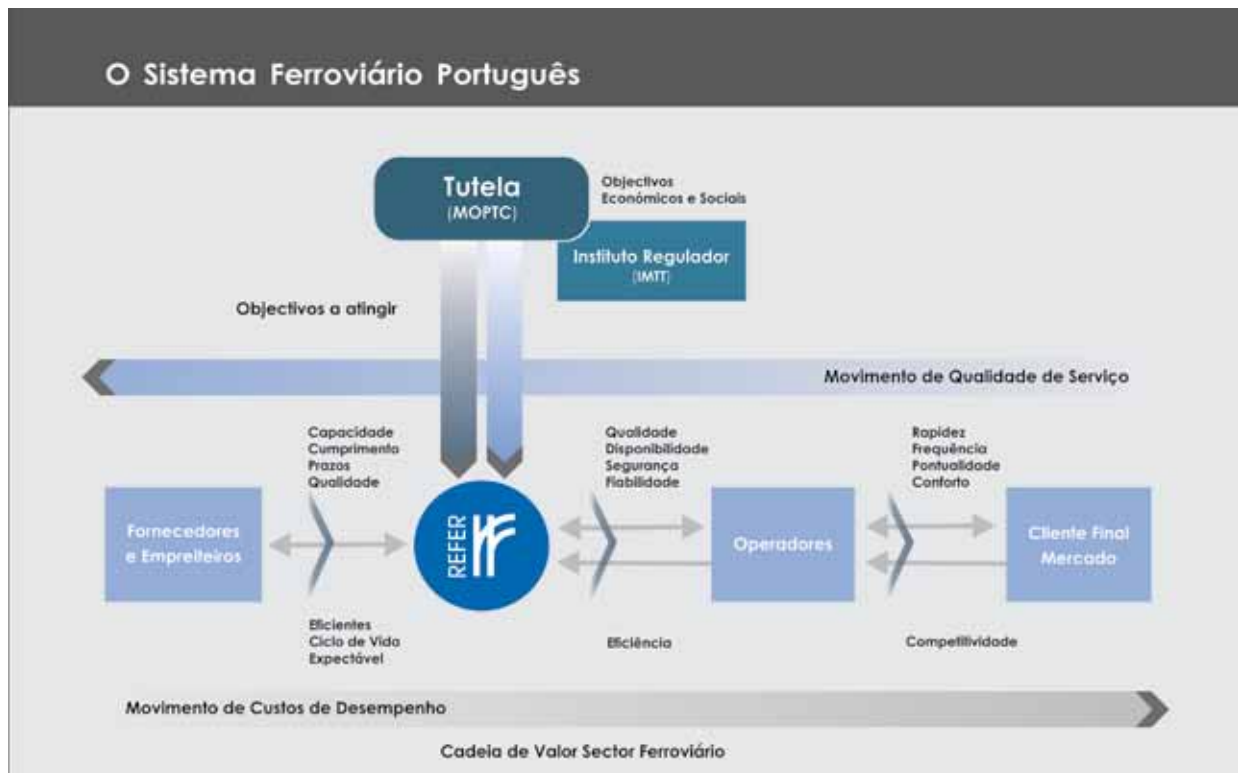 O Sistema Ferroviário Português
Tutela
(MOPTC)
Objectivos
Económicos e Sociais
Instituto Regulador
(IMTT)
Objectivos a atingir
Movimento de Qualidade de Serviço
Capacidade
Cumprimento
Prazos
Qualidade
Qualidade
Disponibilidade
Segurança
Fiabilidade
Rapidez
Frequência
Pontualidade
Conforto
Fornecedores
e Empreiteiros
REFER
Operadores
Cliente Final
Mercado
Eficientes
Ciclo de Vida
Expectável
Eficiência
Competitividade
Movimento de Custos de Desempenho
Cadeia de Valor Sector Ferroviário